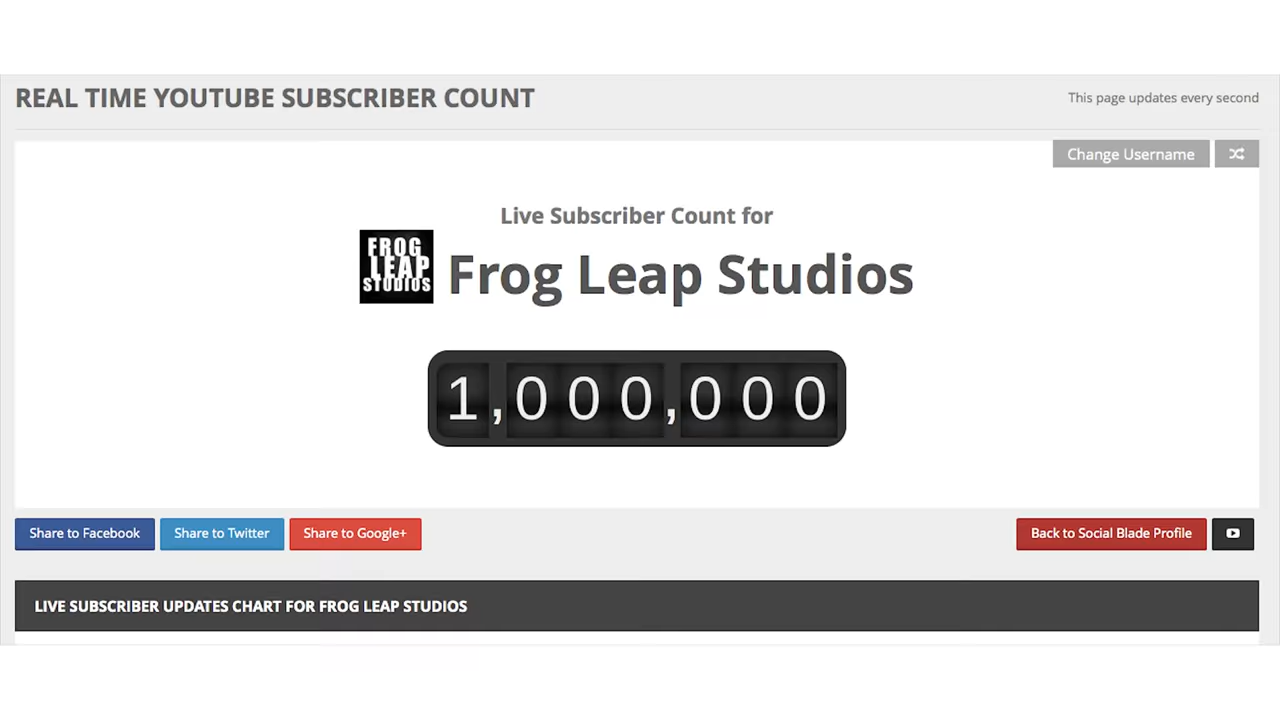 REAL TIME YOUTUBE SUBSCRIBER COUNT
This page updates every second
Change Username
Live Subscriber Count for
FROG
LEAP
STUDIOS
Frog Leap Studios
1,000,000
Share to Facebook
Share to Twitter
Share to Google+
Back to Social Blade Profile
LIVE SUBSCRIBER UPDATES CHART FOR FROG LEAP STUDIOS